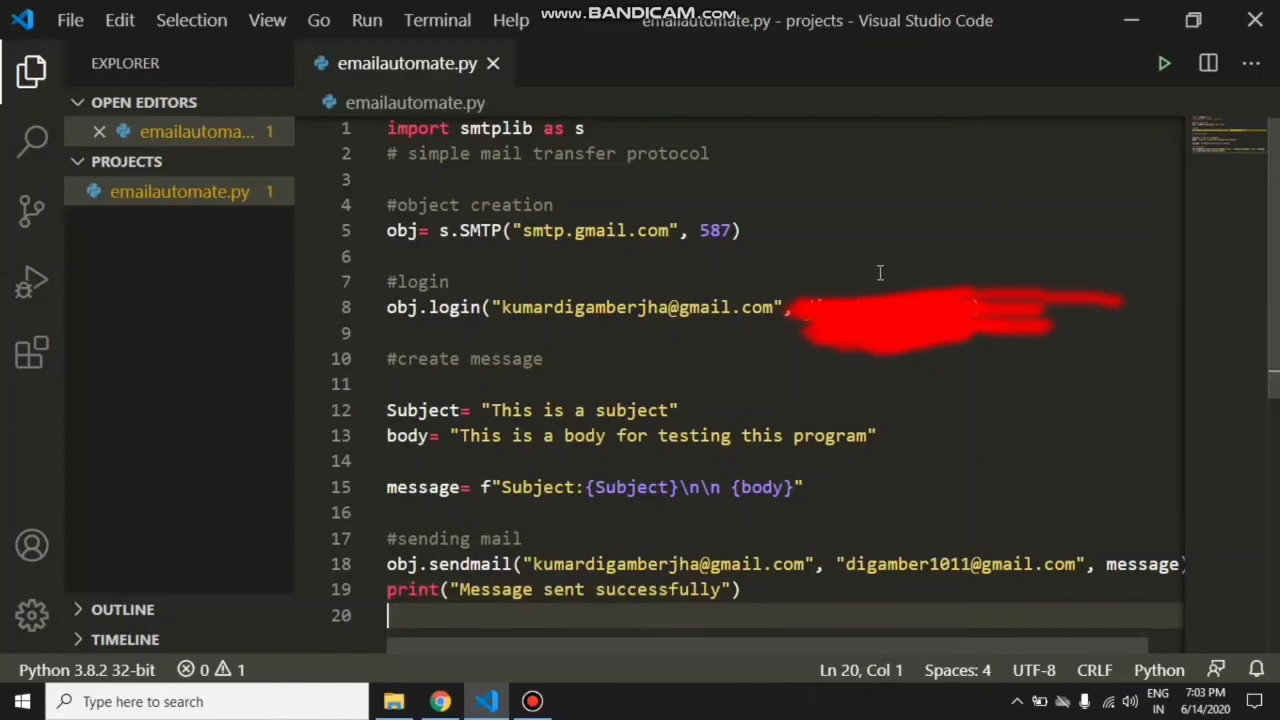 www.BANDICAM.com
File Edit Selection View Go Run Terminal Help emailautomate.py - projects - Visual Studio Code
EXPLORER
emailautomate.py
OPEN EDITORS
emailautoma... 1
PROJECTS
emailautomate.py 1
OUTLINE
TIMELINE
emailautomate.py
1 import smtplib as s
2 # simple mail transfer protocol
3
4 #object creation
5 obj= s.SMTP("smtp.gmail.com", 587)
6
7 #login
8 obj.login("kumardigamberjha@gmail.com",
9
10 #create message
11
12 Subject= "This is a subject"
13 body= "This is a body for testing this program"
14
15 message= f"Subject:{Subject}\n\n {body}"
16
17 #sending mail
18 obj.sendmail("kumardigamberjha@gmail.com", "digamber1011@gmail.com", message)
19 print("Message sent successfully")
20
Python 3.8.2 32-bit 0 1 Ln 20, Col 1 Spaces: 4 UTF-8 CRLF Python
Type here to search
ENG
IN
7:03 PM
6/14/2020